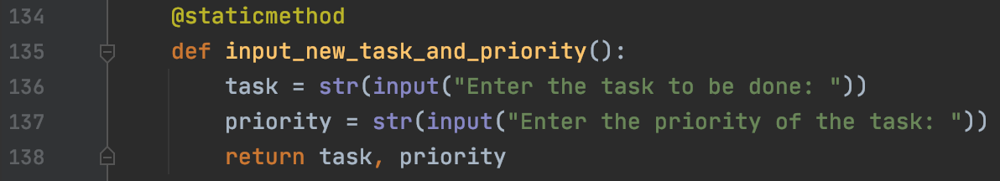 134 @staticmethod
135 def input_new_task_and_priority():
136 task = str(input("Enter the task to be done: "))
137 priority = str(input("Enter the priority of the task: "))
138 return task, priority